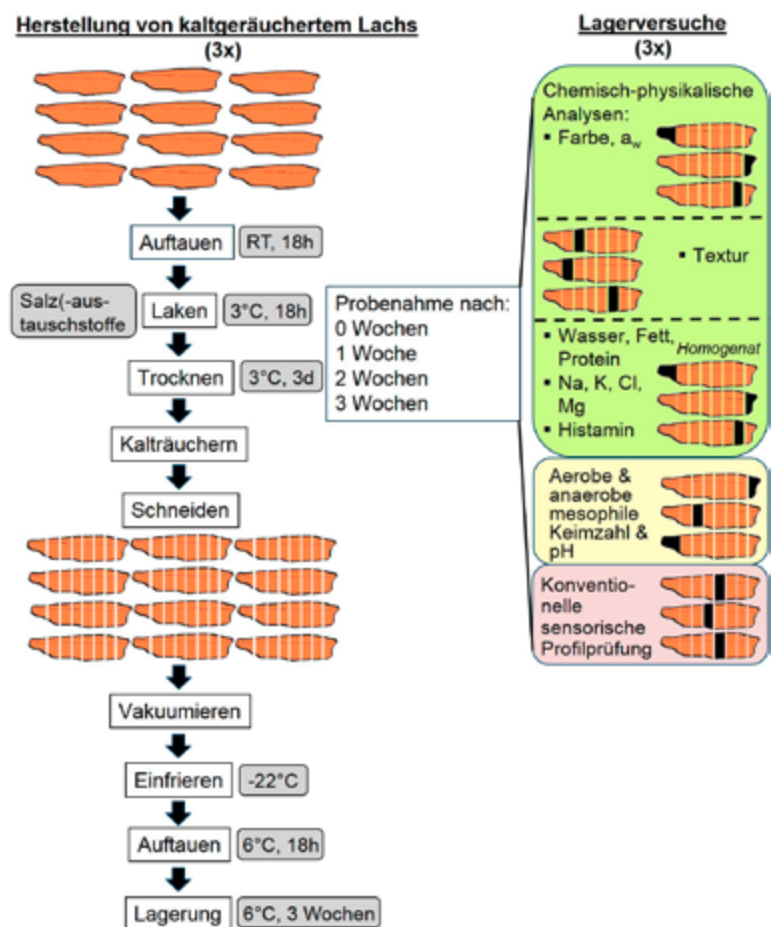 Herstellung von kaltgeräuchertem Lachs
(3x)
Auftauen
RT, 18h
Salz(-aus-
tauschstoffe
Laken
3°C, 18h
Trocknen
3°C, 3d
Kalträuchern
Schneiden
Vakuumieren
Einfrieren
-22°C
Auftauen
6°C, 18h
Lagerung
6°C, 3 Wochen
Probenahme nach:
0 Wochen
1 Woche
2 Wochen
3 Wochen
Lagerversuche
(3x)
Chemisch-physikalische
Analysen:
▪ Farbe, aw
▪ Textur
▪ Wasser, Fett,
Protein
Homogenat
▪ Na, K, Cl,
Mg
▪ Histamin
Aerobe &
anaerobe
mesophile
Keimzahl &
pH
Konventio-
nelle
sensorische
Profilprüfung